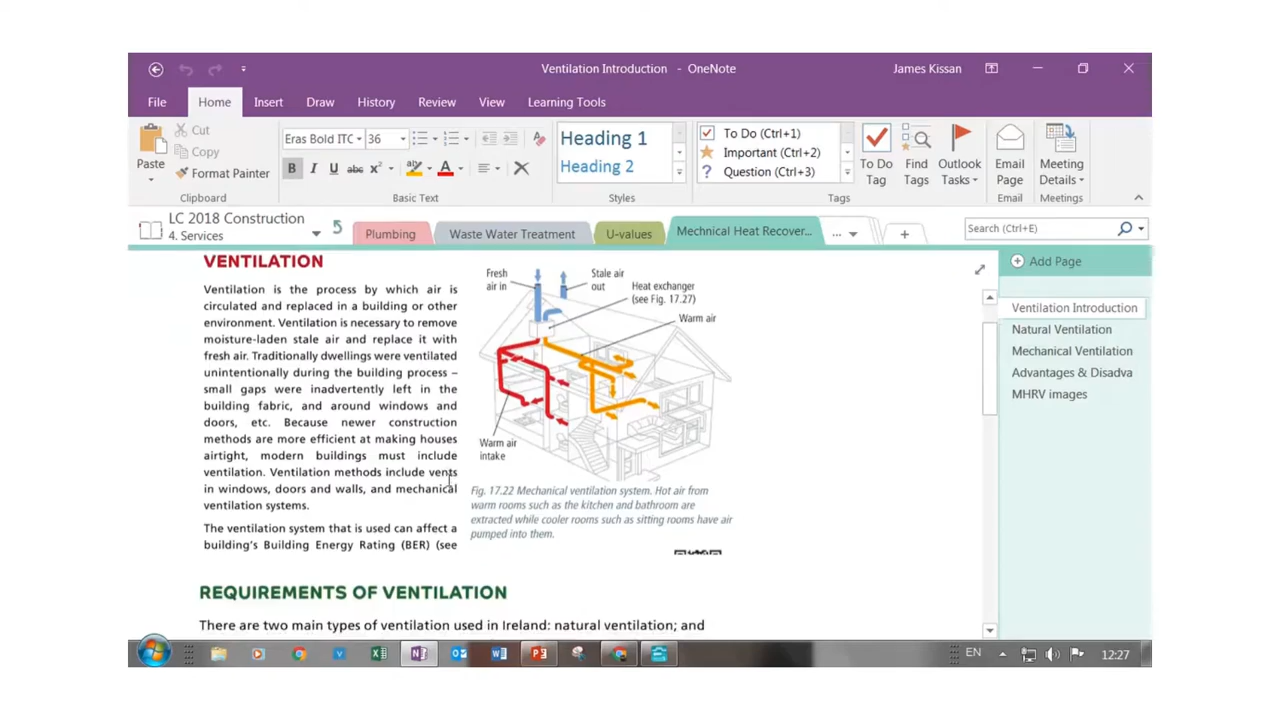 Ventilation Introduction - OneNote
James Kissan
File
Home
Insert
Draw
History
Review
View
Learning Tools
Paste
Cut
Copy
Format Painter
Clipboard
Eras Bold ITC
36
B I U abc x²
A
Basic Text
Heading 1
Heading 2
Styles
To Do (Ctrl+1)
Important (Ctrl+2)
? Question (Ctrl+3)
To Do
Tag
Find
Tags
Outlook
Tasks
Tags
Email
Page
Email
Meeting
Details
Meetings
LC 2018 Construction
4. Services
Plumbing
Waste Water Treatment
U-values
Mechnical Heat Recover...
...
+
Search (Ctrl+E)
VENTILATION
Ventilation is the process by which air is
circulated and replaced in a building or other
environment. Ventilation is necessary to remove
moisture-laden stale air and replace it with
fresh air. Traditionally dwellings were ventilated
unintentionally during the building process –
small gaps were inadvertently left in the
building fabric, and around windows and
doors, etc. Because newer construction
methods are more efficient at making houses
airtight, modern buildings must include
ventilation. Ventilation methods include vents
in windows, doors and walls, and mechanical
ventilation systems.
The ventilation system that is used can affect a
building's Building Energy Rating (BER) (see
Fresh
air in
Stale air
out
Heat exchanger
(see Fig. 17.27)
Warm air
Warm air
intake
Fig. 17.22 Mechanical ventilation system. Hot air from
warm rooms such as the kitchen and bathroom are
extracted while cooler rooms such as sitting rooms have air
pumped into them.
REQUIREMENTS OF VENTILATION
There are two main types of ventilation used in Ireland: natural ventilation; and
Add Page
Ventilation Introduction
Natural Ventilation
Mechanical Ventilation
Advantages & Disadva
MHRV images
EN
12:27